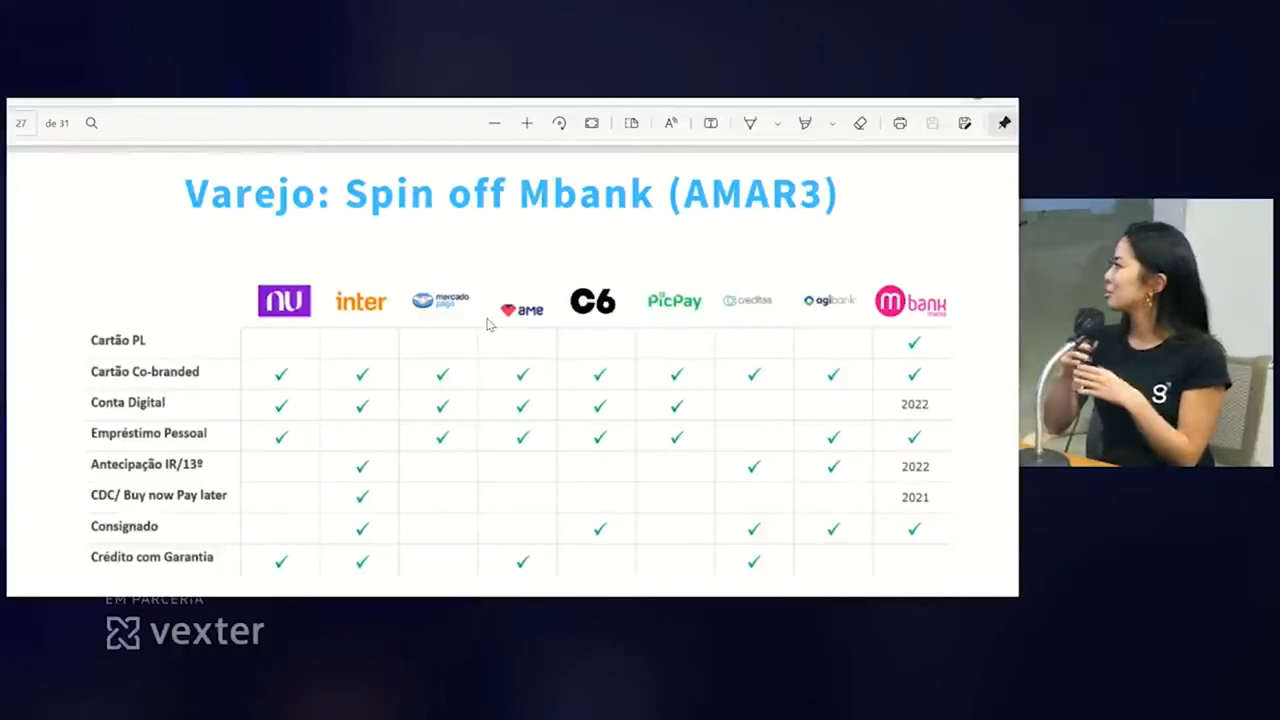 27 de 31
Varejo: Spin off Mbank (AMAR3)
nu inter mercado pago ame C6 PicPay creditas agibank m bank
Cartão PL ✓
Cartão Co-branded ✓ ✓ ✓ ✓ ✓ ✓ ✓ ✓ ✓
Conta Digital ✓ ✓ ✓ ✓ ✓ ✓ 2022
Empréstimo Pessoal ✓ ✓ ✓ ✓ ✓ ✓ ✓
Antecipação IR/13º ✓ ✓ ✓ 2022
CDC/ Buy now Pay later ✓ 2021
Consignado ✓ ✓ ✓ ✓ ✓
Crédito com Garantia ✓ ✓ ✓ ✓
EM PARCERIA
vexter